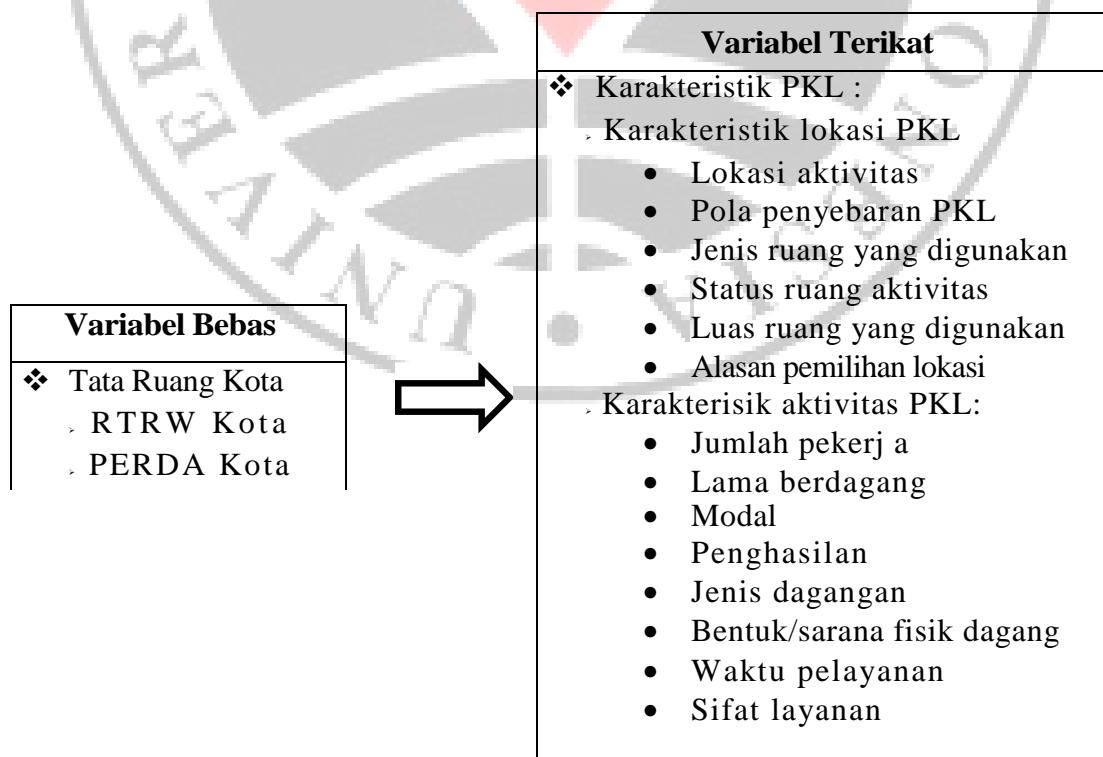 Variabel Bebas
❖ Tata Ruang Kota
RTRW Kota
PERDA Kota
Variabel Terikat
❖ Karakteristik PKL :
Karakteristik lokasi PKL
• Lokasi aktivitas
• Pola penyebaran PKL
• Jenis ruang yang digunakan
• Status ruang aktivitas
• Luas ruang yang digunakan
• Alasan pemilihan lokasi
Karakterisik aktivitas PKL:
• Jumlah pekerj a
• Lama berdagang
• Modal
• Penghasilan
• Jenis dagangan
• Bentuk/sarana fisik dagang
• Waktu pelayanan
• Sifat layanan